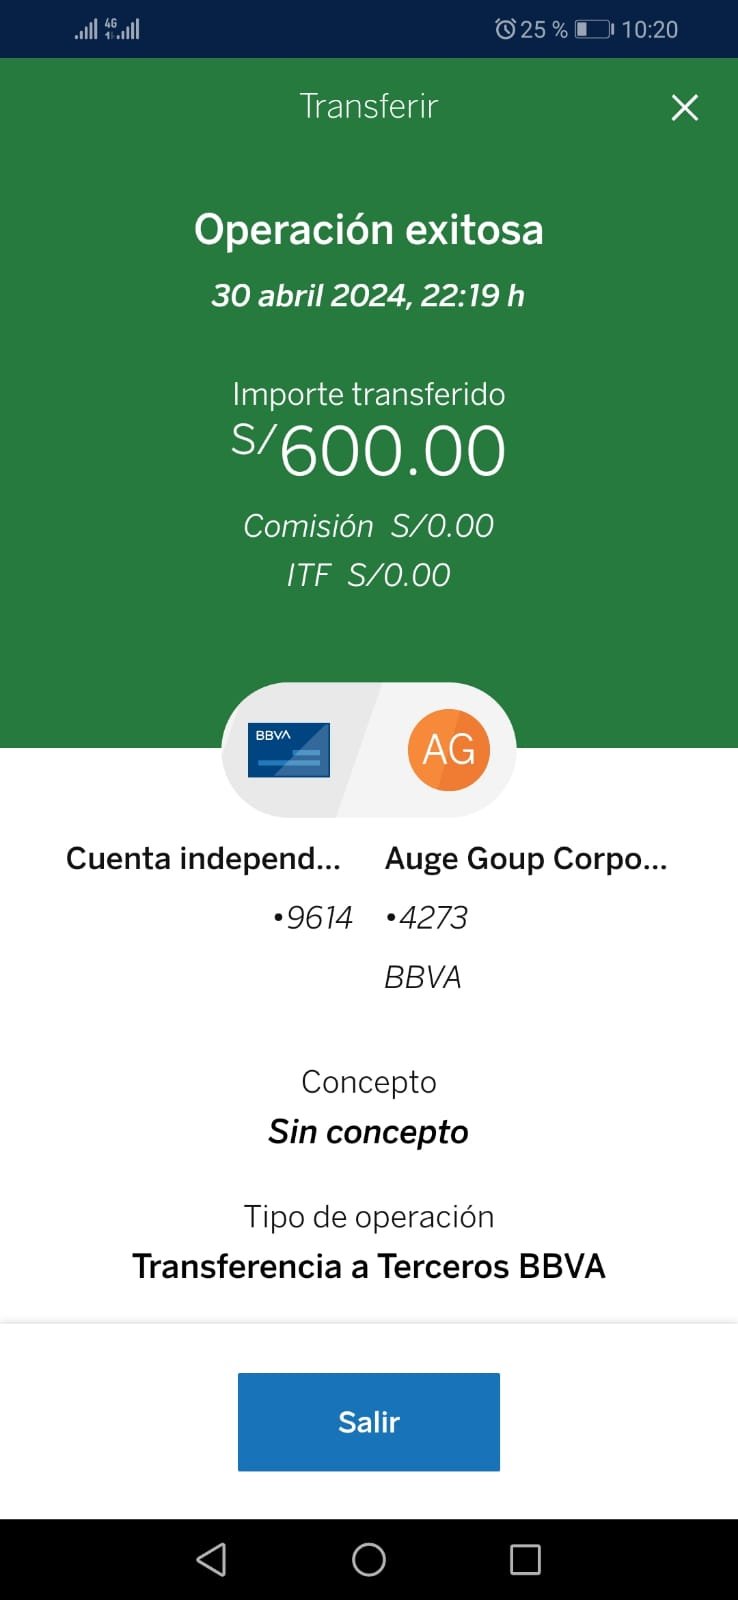 4G
25 %
10:20
Transferir
Operación exitosa
30 abril 2024, 22:19 h
Importe transferido
S/600.00
Comisión S/0.00
ITF S/0.00
BBVA
AG
Cuenta independ...
Auge Goup Corpo...
•9614
•4273
BBVA
Concepto
Sin concepto
Tipo de operación
Transferencia a Terceros BBVA
Salir